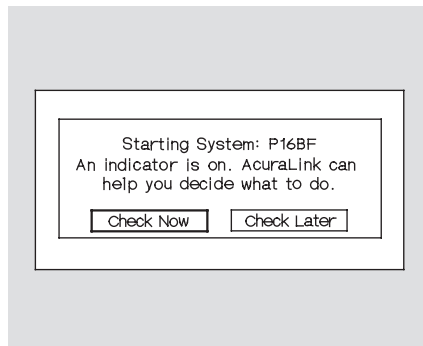 Starting System: P16BF
An indicator is on. AcuraLink can
help you decide what to do.
Check Now Check Later